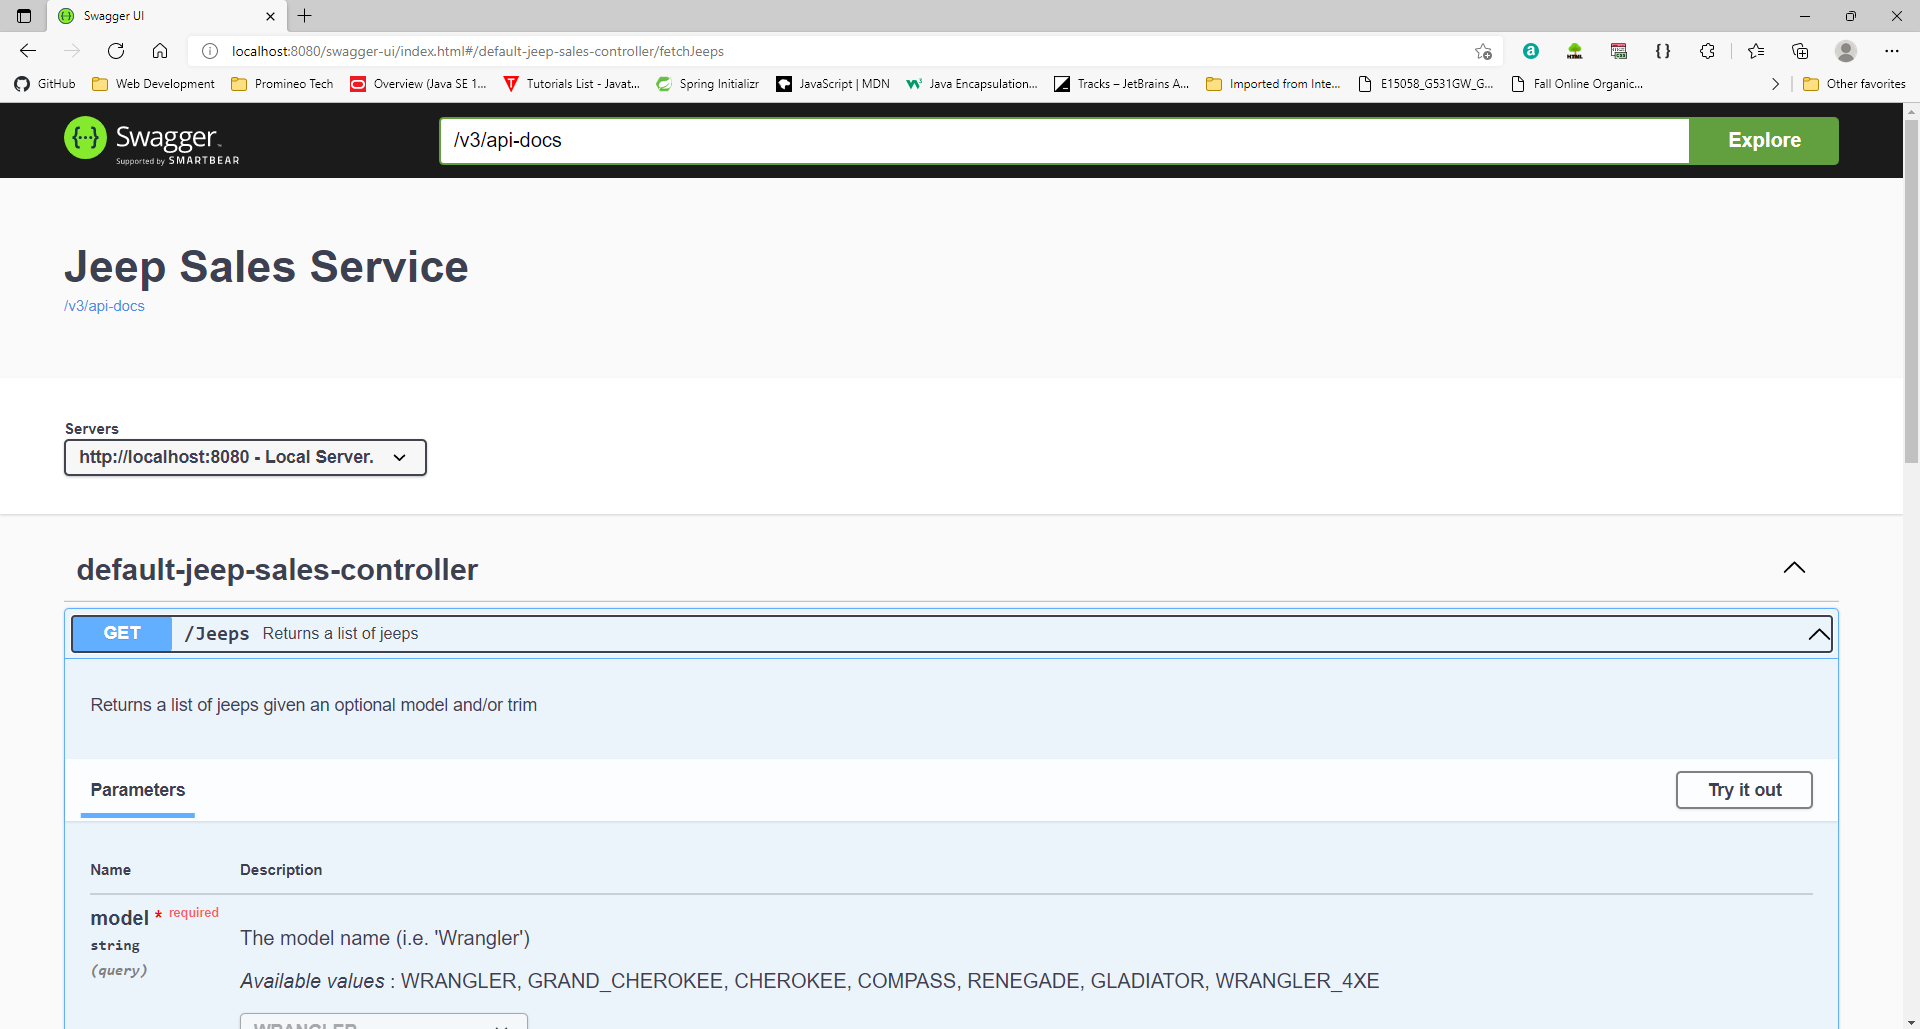 Swagger UI
localhost:8080/swagger-ui/index.html#/default-jeep-sales-controller/fetchJeeps
GitHub Web Development Promineo Tech Overview (Java SE 1... Tutorials List - Javat... Spring Initializr JavaScript | MDN Java Encapsulation... Tracks – JetBrains A... Imported from Inte... E15058_G531GW_G... Fall Online Organic... Other favorites
Swagger.
Supported by SMARTBEAR
/v3/api-docs
Explore
Jeep Sales Service
/v3/api-docs
Servers
http://localhost:8080 - Local Server.
default-jeep-sales-controller
GET /Jeeps Returns a list of jeeps
Returns a list of jeeps given an optional model and/or trim
Parameters
Try it out
Name Description
model * required
string
(query)
The model name (i.e. 'Wrangler')
Available values : WRANGLER, GRAND_CHEROKEE, CHEROKEE, COMPASS, RENEGADE, GLADIATOR, WRANGLER_4XE
WRANGLER